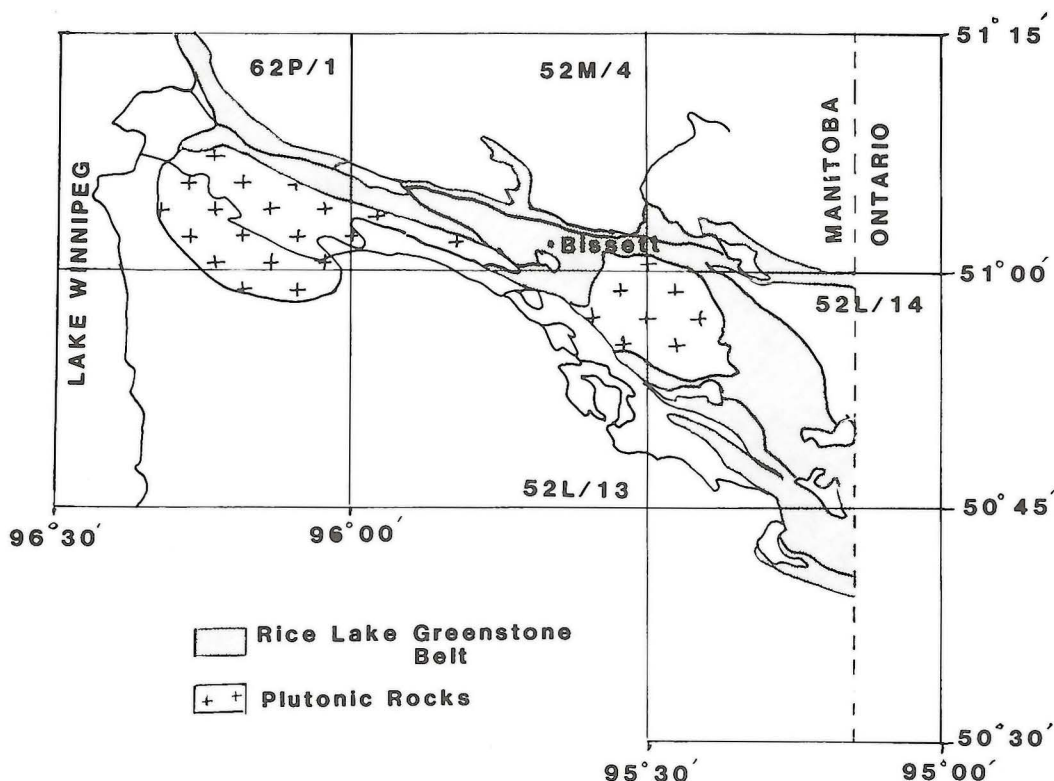 51°15′
62P/1
52M/4
MANITOBA
ONTARIO
LAKE WINNIPEG
Bissett
51°00′
52L/14
52L/13
50°45′
96°30′
96°00′
Rice Lake Greenstone
Belt
Plutonic Rocks
50°30′
95°30′
95°00′